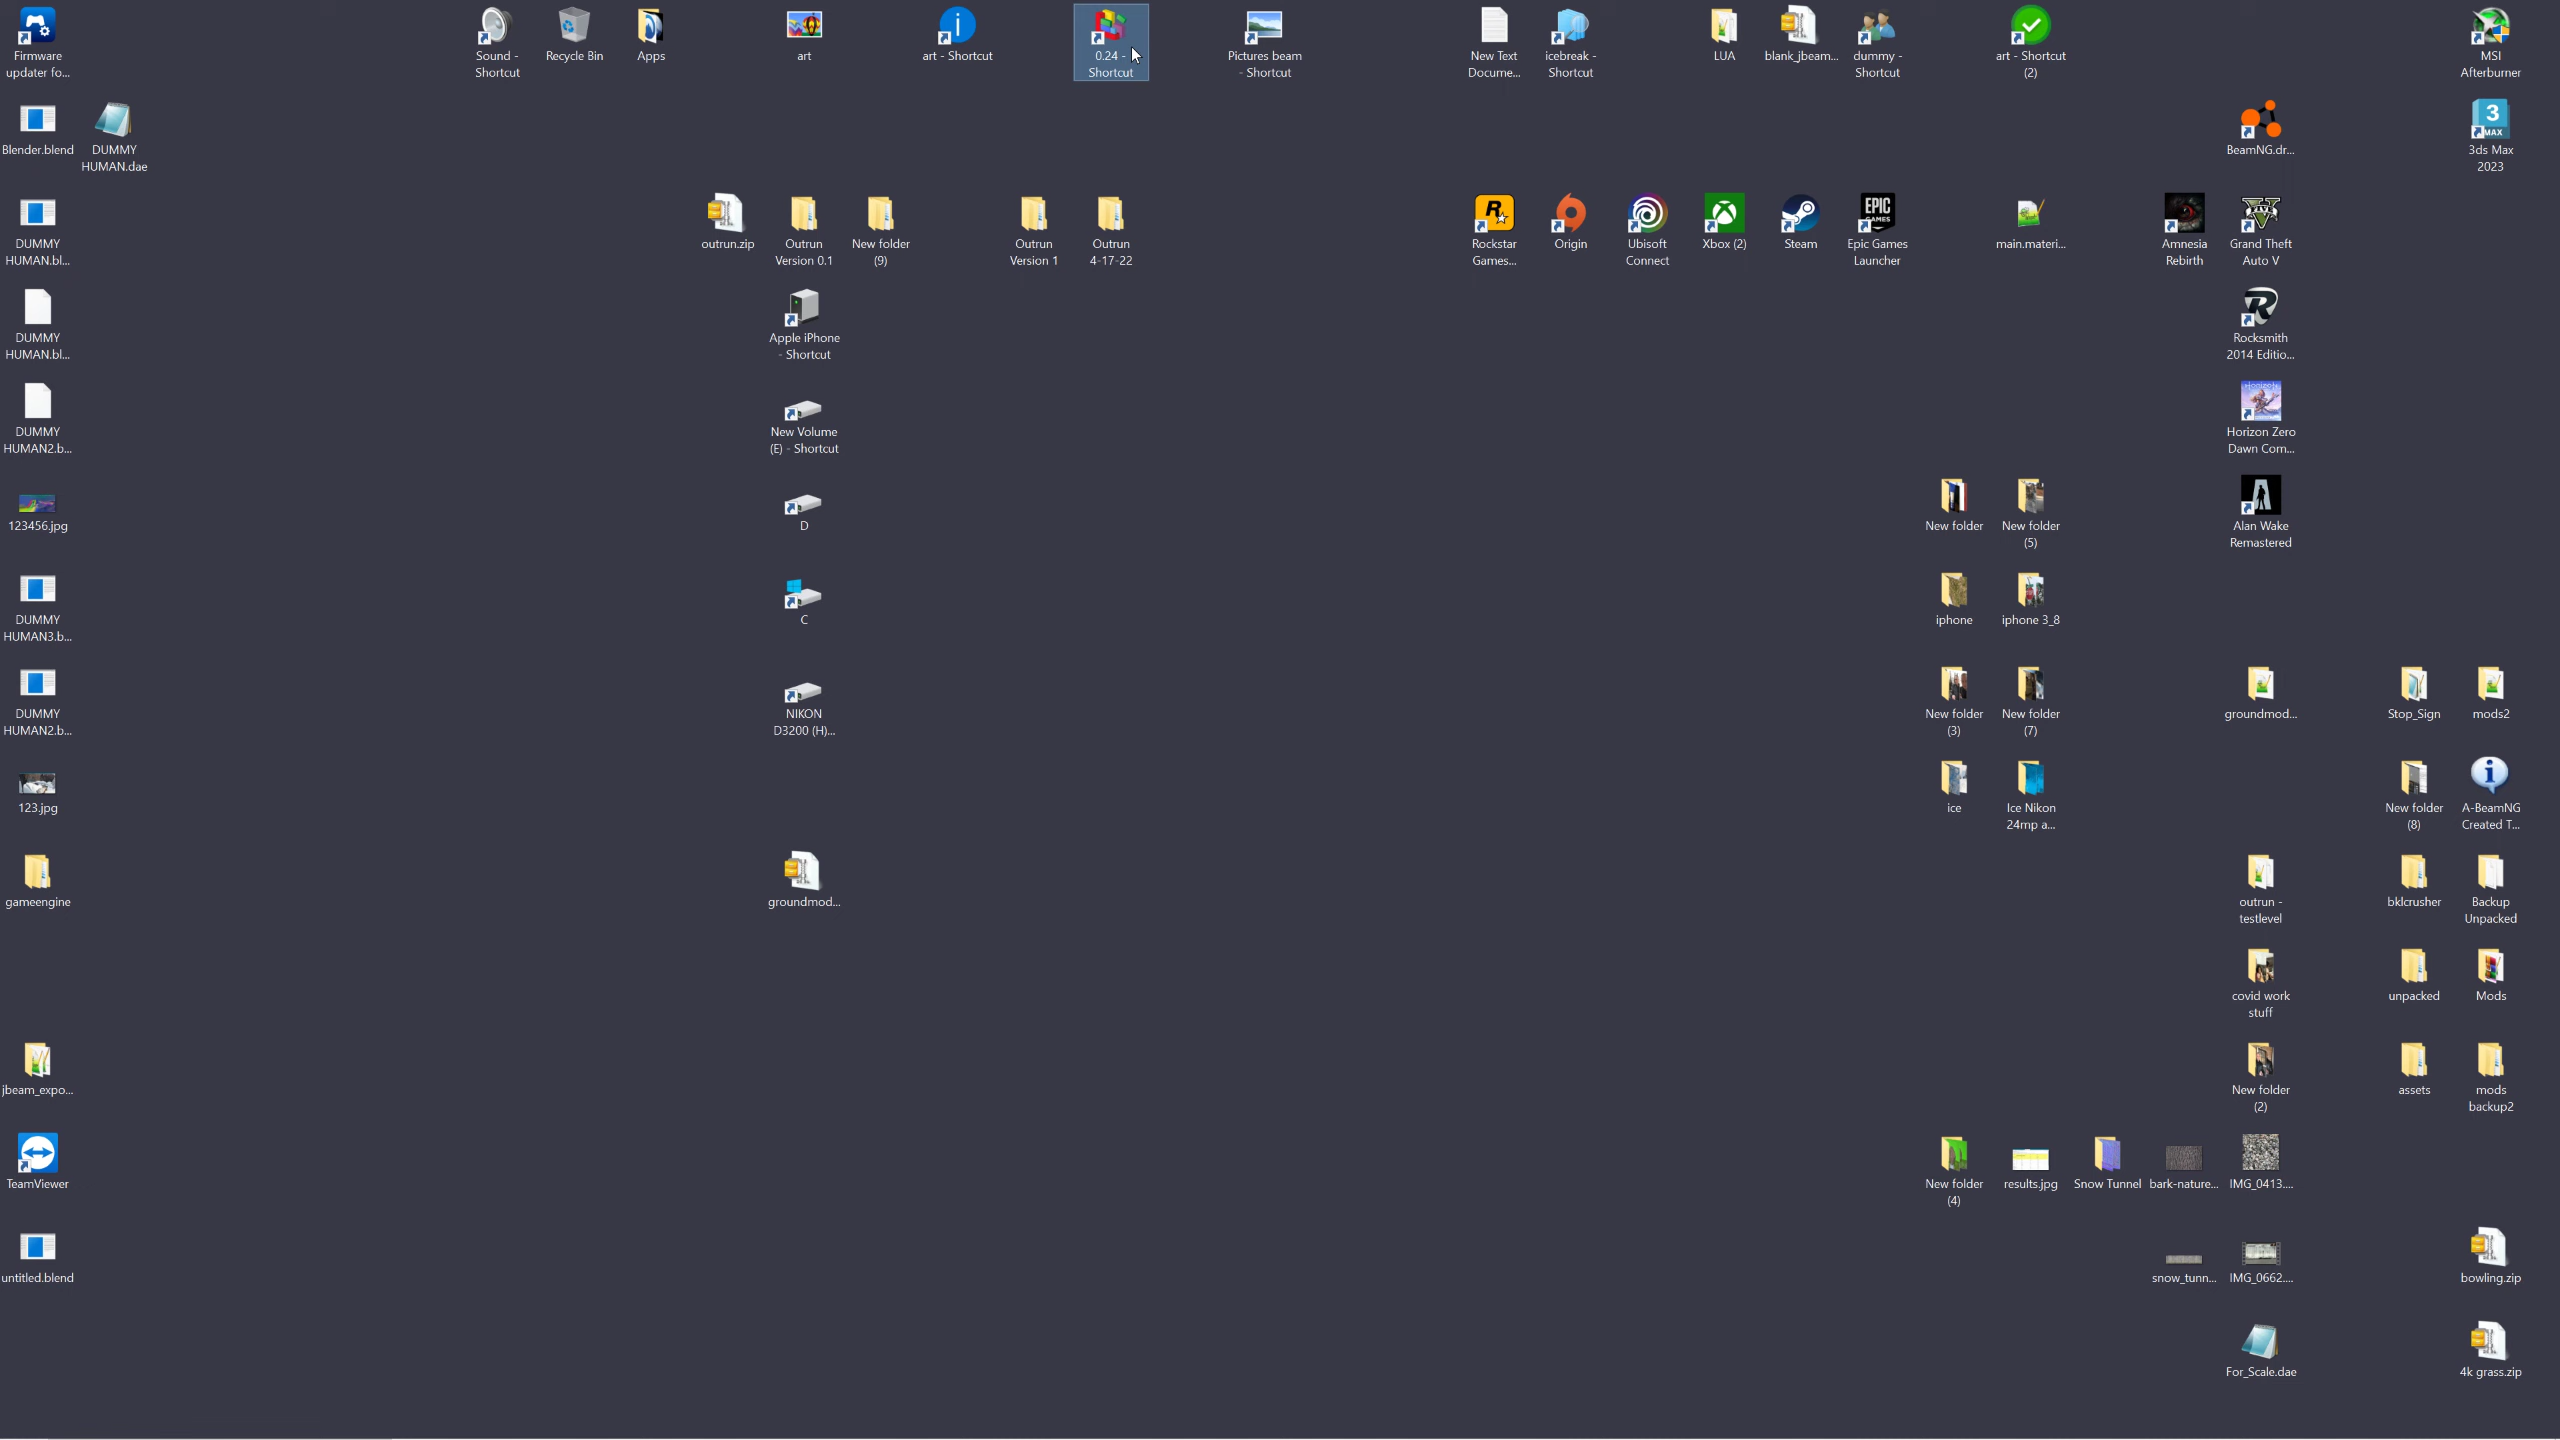 Firmware
updater fo...
Sound -
Shortcut
Recycle Bin
Apps
art
art - Shortcut
0.24 -
Shortcut
Pictures beam
- Shortcut
New Text
Docume...
icebreak -
Shortcut
LUA
blank_jbeam...
dummy -
Shortcut
art - Shortcut
(2)
MSI
Afterburner
Blender.blend
DUMMY
HUMAN.dae
BeamNG.dr...
3
MAX
3ds Max
2023
DUMMY
HUMAN.bl...
outrun.zip
Outrun
Version 0.1
New folder
(9)
Outrun
Version 1
Outrun
4-17-22
R
Rockstar
Games...
Origin
Ubisoft
Connect
Xbox (2)
Steam
EPIC
GAMES
Epic Games
Launcher
main.materi...
Amnesia
Rebirth
V
FIVE
Grand Theft
Auto V
DUMMY
HUMAN.bl...
Apple iPhone
- Shortcut
Rocksmith
2014 Editio...
DUMMY
HUMAN2.b...
New Volume
(E) - Shortcut
Horizon Zero
Dawn Com...
123456.jpg
D
New folder
New folder
(5)
Alan Wake
Remastered
DUMMY
HUMAN3.b...
C
iphone
iphone 3_8
DUMMY
HUMAN2.b...
NIKON
D3200 (H)...
New folder
(3)
New folder
(7)
groundmod...
Stop_Sign
mods2
123.jpg
ice
Ice Nikon
24mp a...
New folder
(8)
A-BeamNG
Created T...
gameengine
groundmod...
outrun -
testlevel
bklcrusher
Backup
Unpacked
covid work
stuff
unpacked
Mods
jbeam_expo...
New folder
(2)
assets
mods
backup2
TeamViewer
New folder
(4)
results.jpg
Snow Tunnel
bark-nature...
IMG_0413....
untitled.blend
snow_tunn...
IMG_0662....
bowling.zip
For_Scale.dae
4k grass.zip